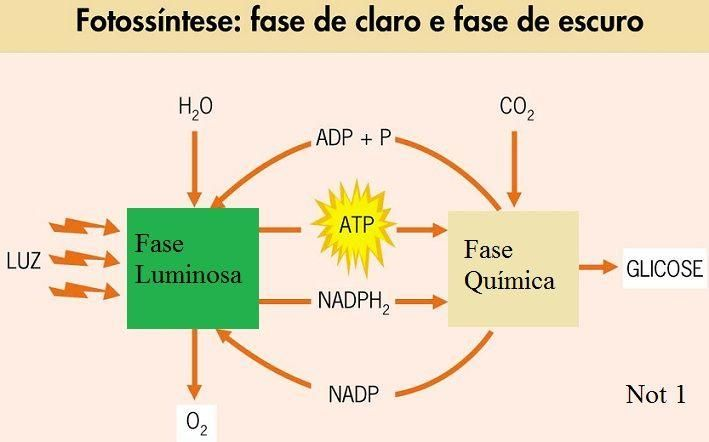 Fotossíntese: fase de claro e fase de escuro
H₂O
CO₂
ADP + P
ATP
LUZ
Fase
Luminosa
Fase
Química
GLICOSE
NADPH₂
NADP
O₂
Not 1